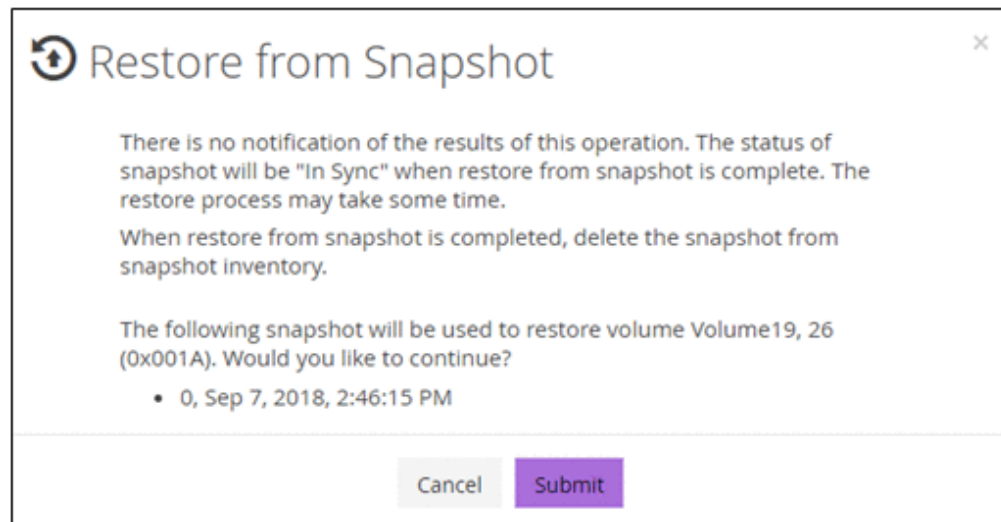 Restore from Snapshot
×
There is no notification of the results of this operation. The status of
snapshot will be "In Sync" when restore from snapshot is complete. The
restore process may take some time.
When restore from snapshot is completed, delete the snapshot from
snapshot inventory.
The following snapshot will be used to restore volume Volume19, 26
(0x001A). Would you like to continue?
• 0, Sep 7, 2018, 2:46:15 PM
Cancel Submit